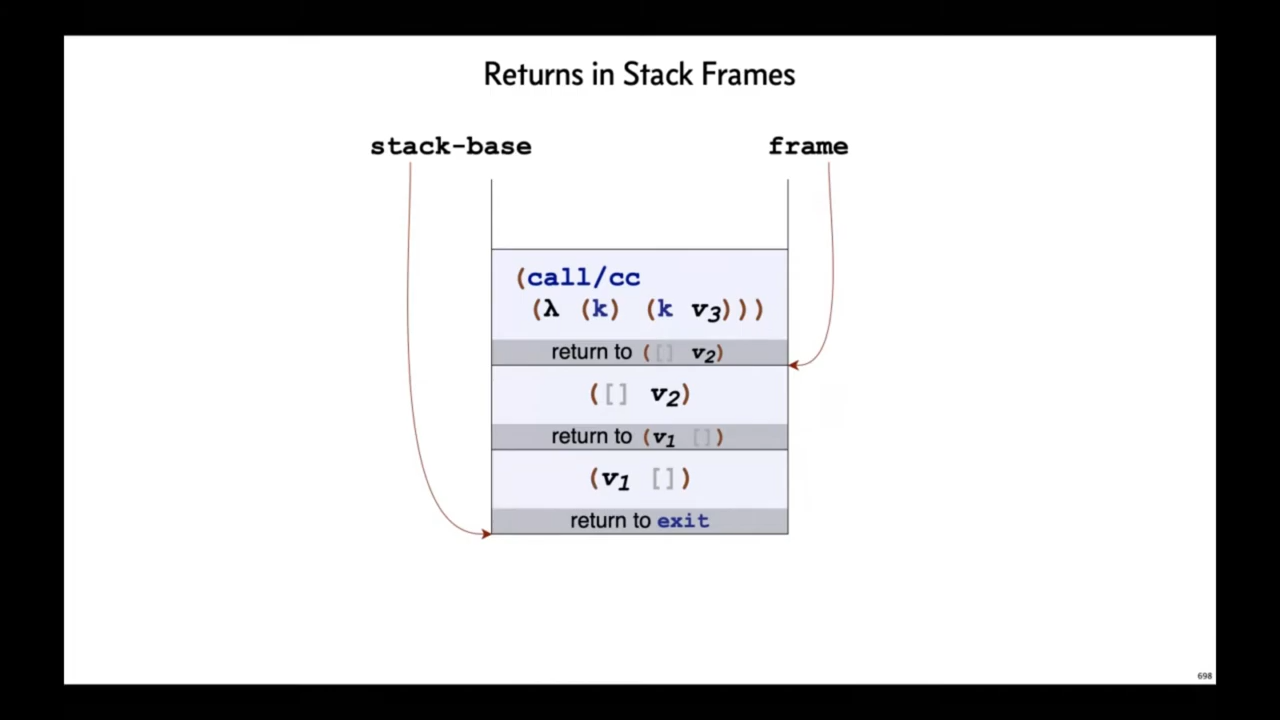 Returns in Stack Frames
stack-base
frame
(call/cc
(λ (k) (k v3)))
return to ([] v2)
([] v2)
return to (v1 [])
(v1 [])
return to exit
698